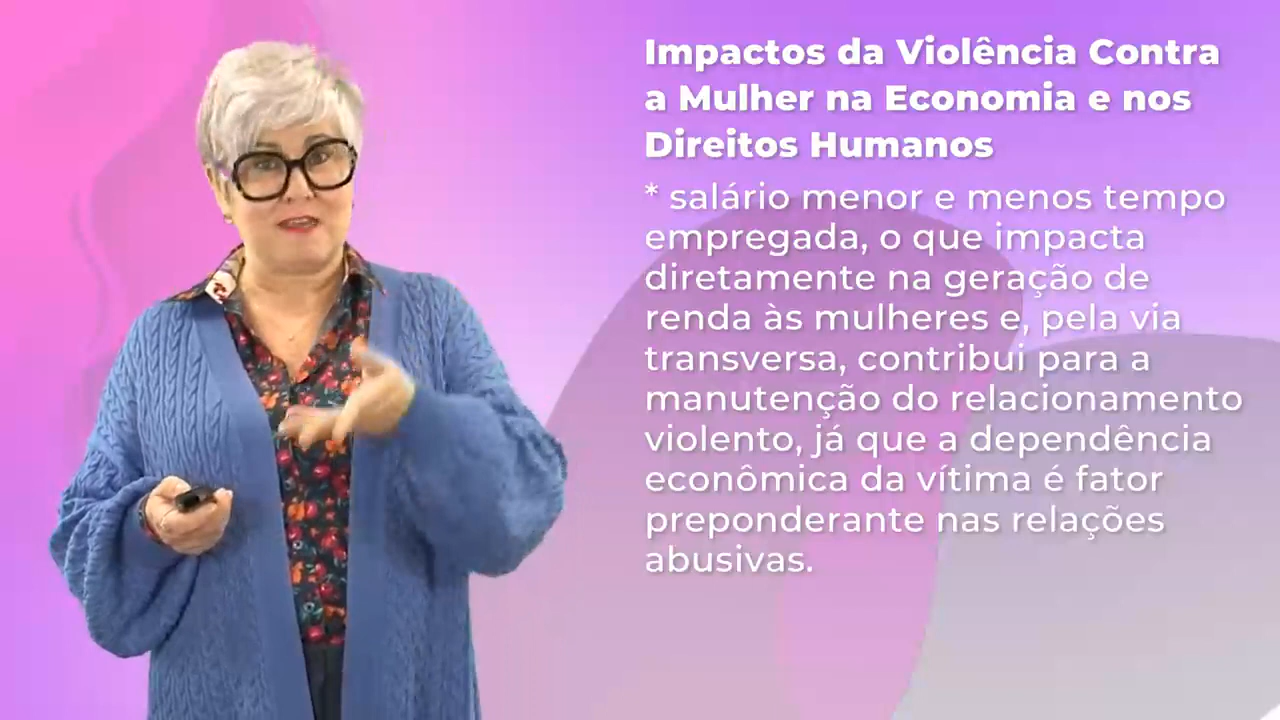 Impactos da Violência Contra
a Mulher na Economia e nos
Direitos Humanos
* salário menor e menos tempo
empregada, o que impacta
diretamente na geração de
renda às mulheres e, pela via
transversa, contribui para a
manutenção do relacionamento
violento, já que a dependência
econômica da vítima é fator
preponderante nas relações
abusivas.